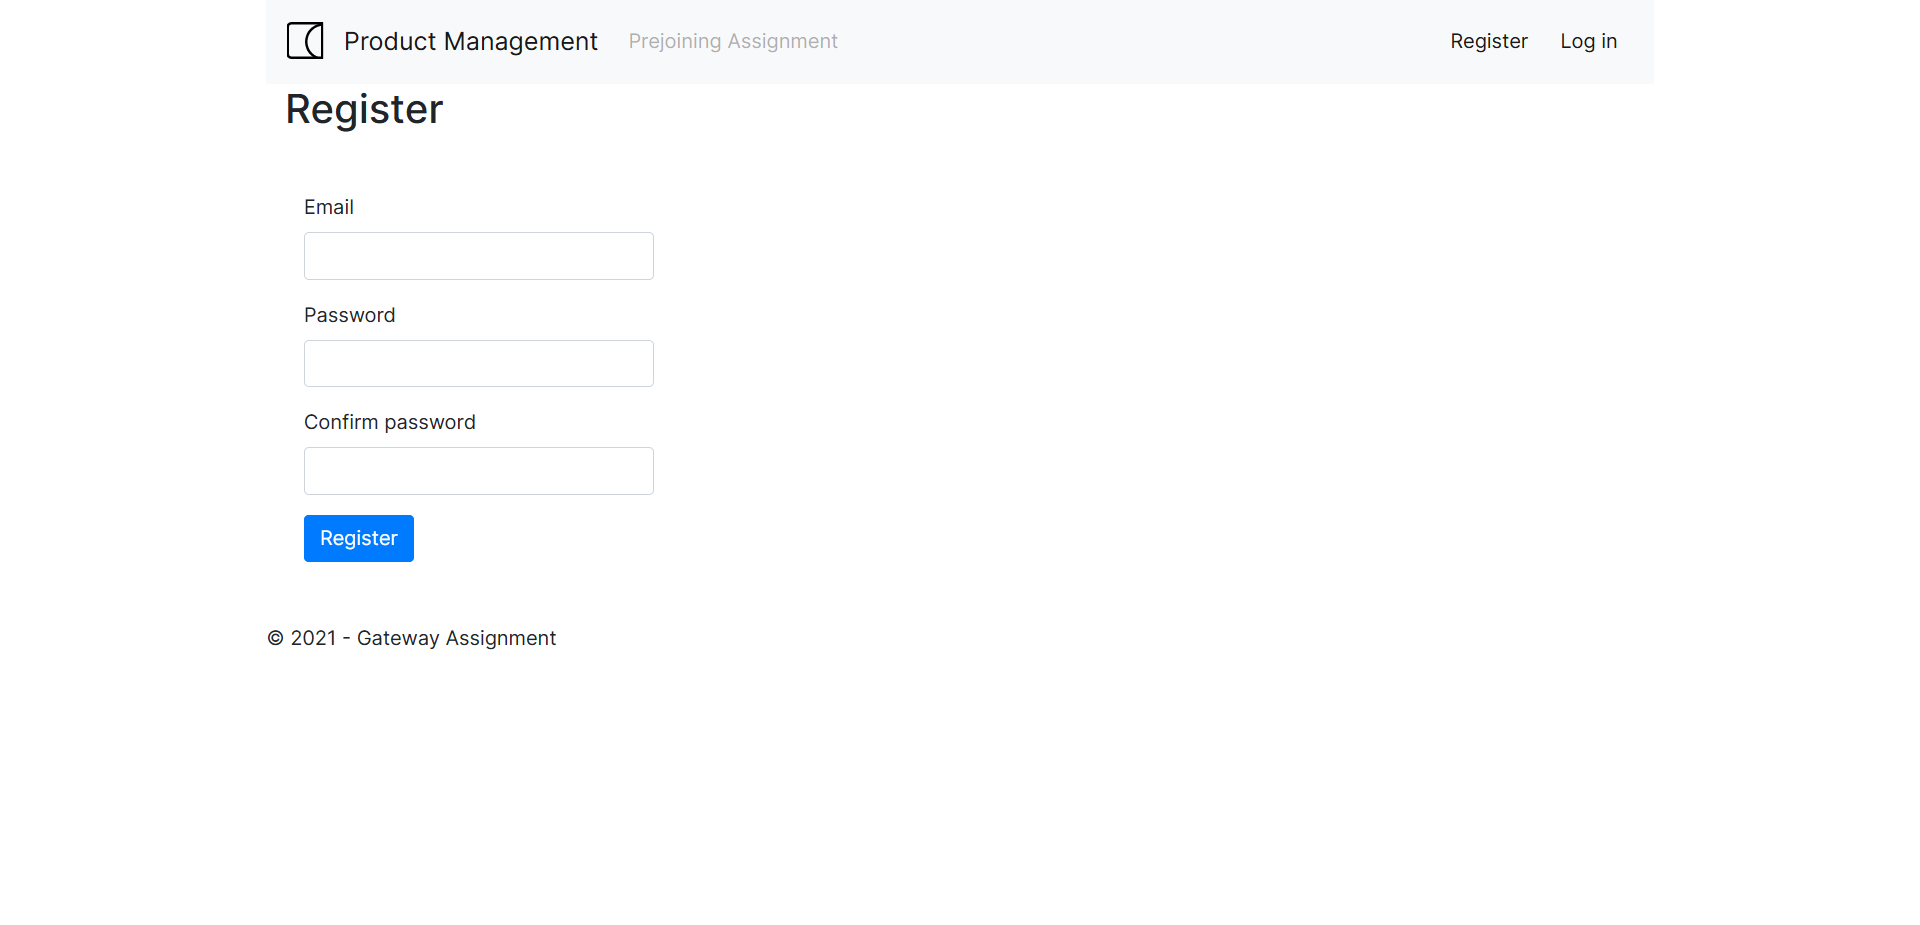 Product Management Prejoining Assignment Register Log in
Register
Email
Password
Confirm password
Register
© 2021 - Gateway Assignment